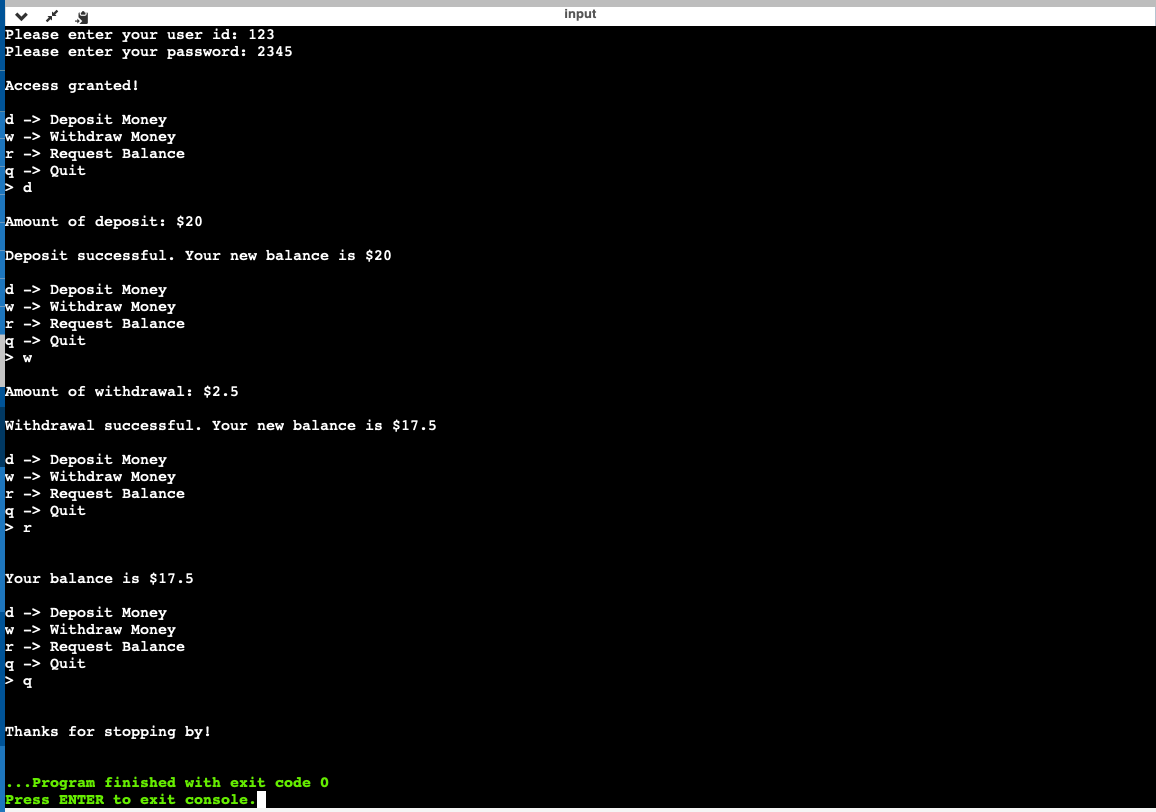 input
Please enter your user id: 123
Please enter your password: 2345
Access granted!
d -> Deposit Money
w -> Withdraw Money
r -> Request Balance
q -> Quit
> d
Amount of deposit: $20
Deposit successful. Your new balance is $20
d -> Deposit Money
w -> Withdraw Money
r -> Request Balance
q -> Quit
> w
Amount of withdrawal: $2.5
Withdrawal successful. Your new balance is $17.5
d -> Deposit Money
w -> Withdraw Money
r -> Request Balance
q -> Quit
> r
Your balance is $17.5
d -> Deposit Money
w -> Withdraw Money
r -> Request Balance
q -> Quit
> q
Thanks for stopping by!
...Program finished with exit code 0
Press ENTER to exit console.